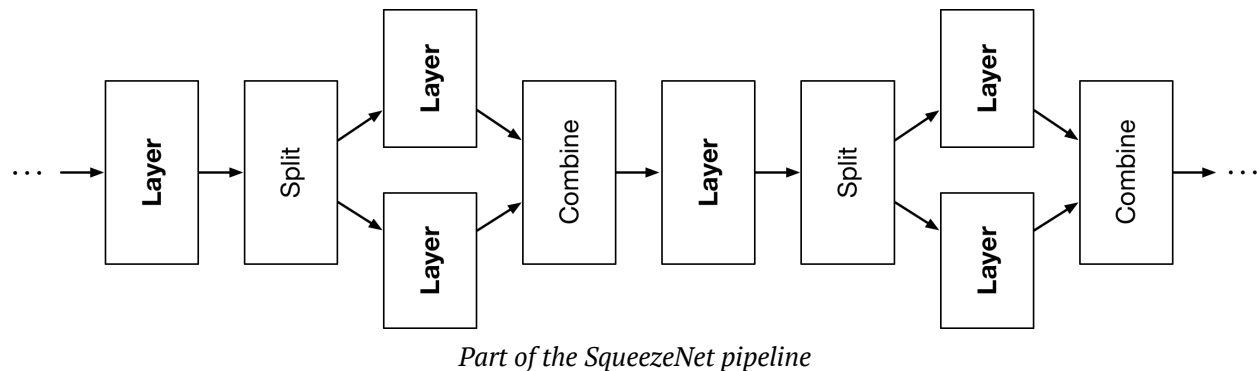 ...
Layer
Split
Layer
Layer
Combine
Layer
Split
Layer
Layer
Combine
...
Part of the SqueezeNet pipeline